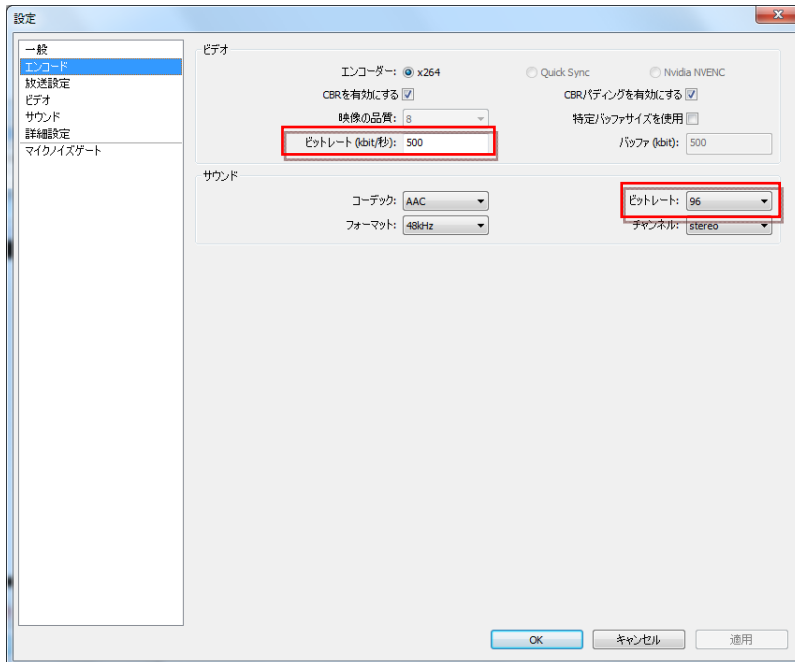 設定
一般
エンコード
放送設定
ビデオ
サウンド
詳細設定
マイクノイズゲート
ビデオ
エンコーダー: x264 Quick Sync Nvidia NVENC
CBRを有効にする CBRパディングを有効にする
映像の品質: 8 特定バッファサイズを使用
ビットレート (kbit/秒): 500 バッファ (kbit): 500
サウンド
コーデック: AAC ビットレート: 96
フォーマット: 48kHz チャンネル: stereo
OK キャンセル 適用